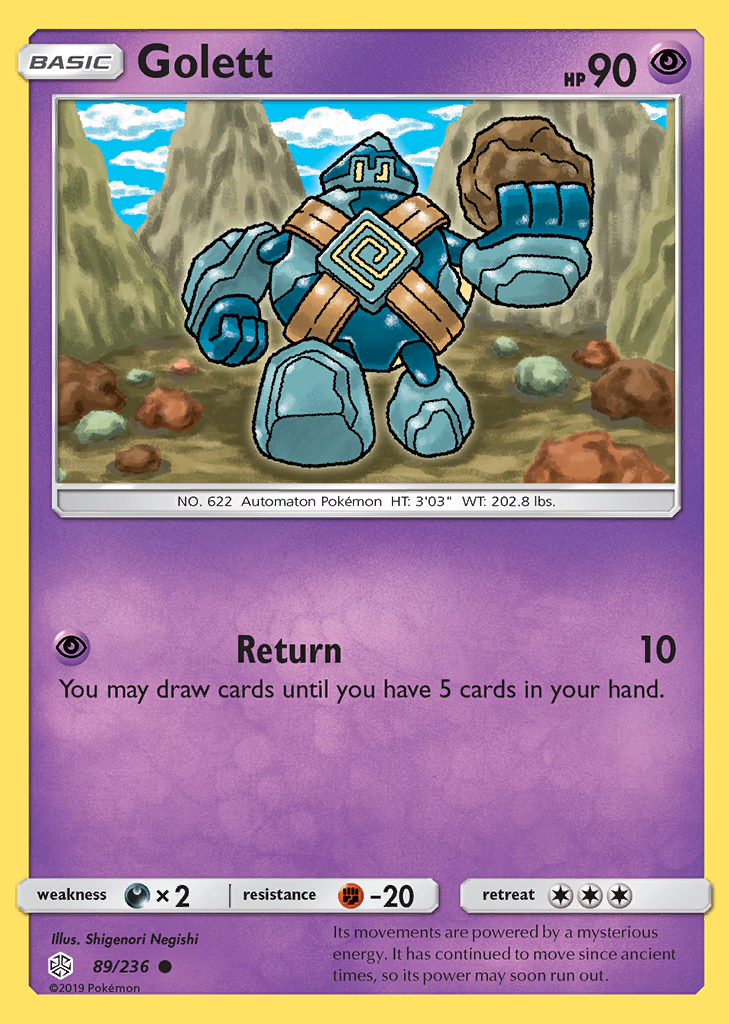 BASIC Golett HP 90
NO. 622 Automaton Pokémon HT: 3'03" WT: 202.8 lbs.
Return 10
You may draw cards until you have 5 cards in your hand.
weakness × 2 resistance -20 retreat
Illus. Shigenori Negishi
89/236
©2019 Pokémon
Its movements are powered by a mysterious
energy. It has continued to move since ancient
times, so its power may soon run out.